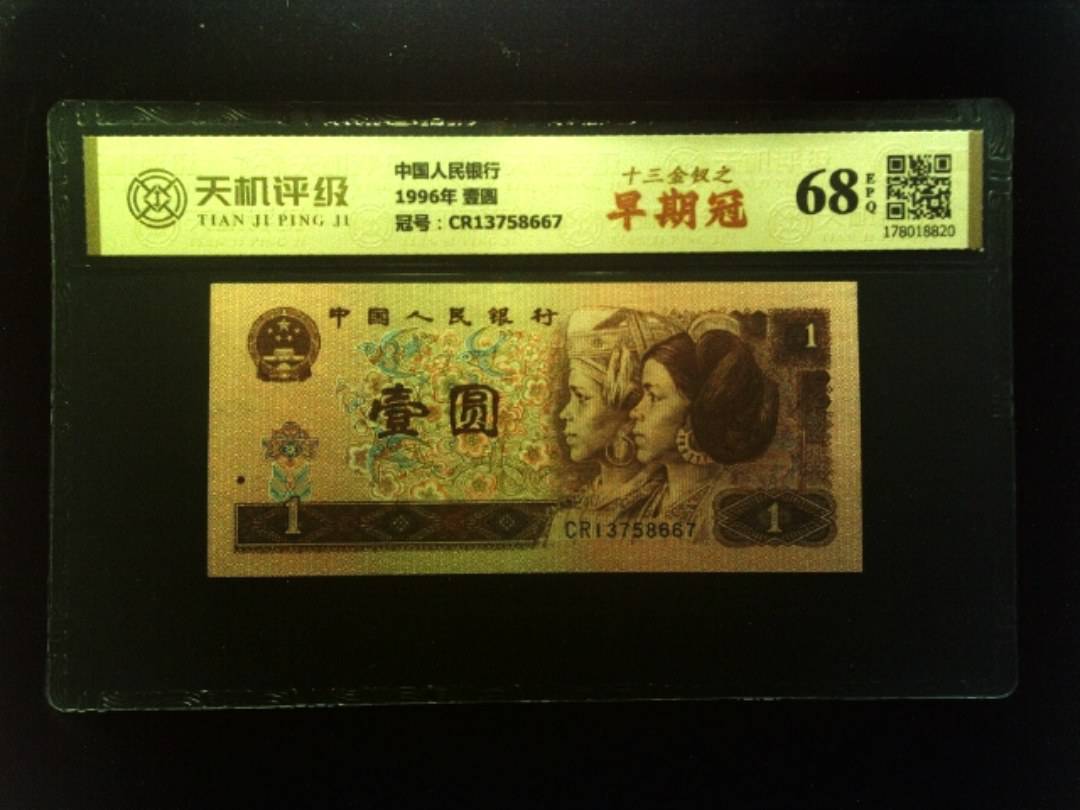 天机评级
TIAN JI PING JI
中国人民银行
1996年 壹圆
冠号：CR13758667
十三金钗之
早期冠
68
EPQ
178018820
中国人民银行
1
壹圆
1
CR13758667
1